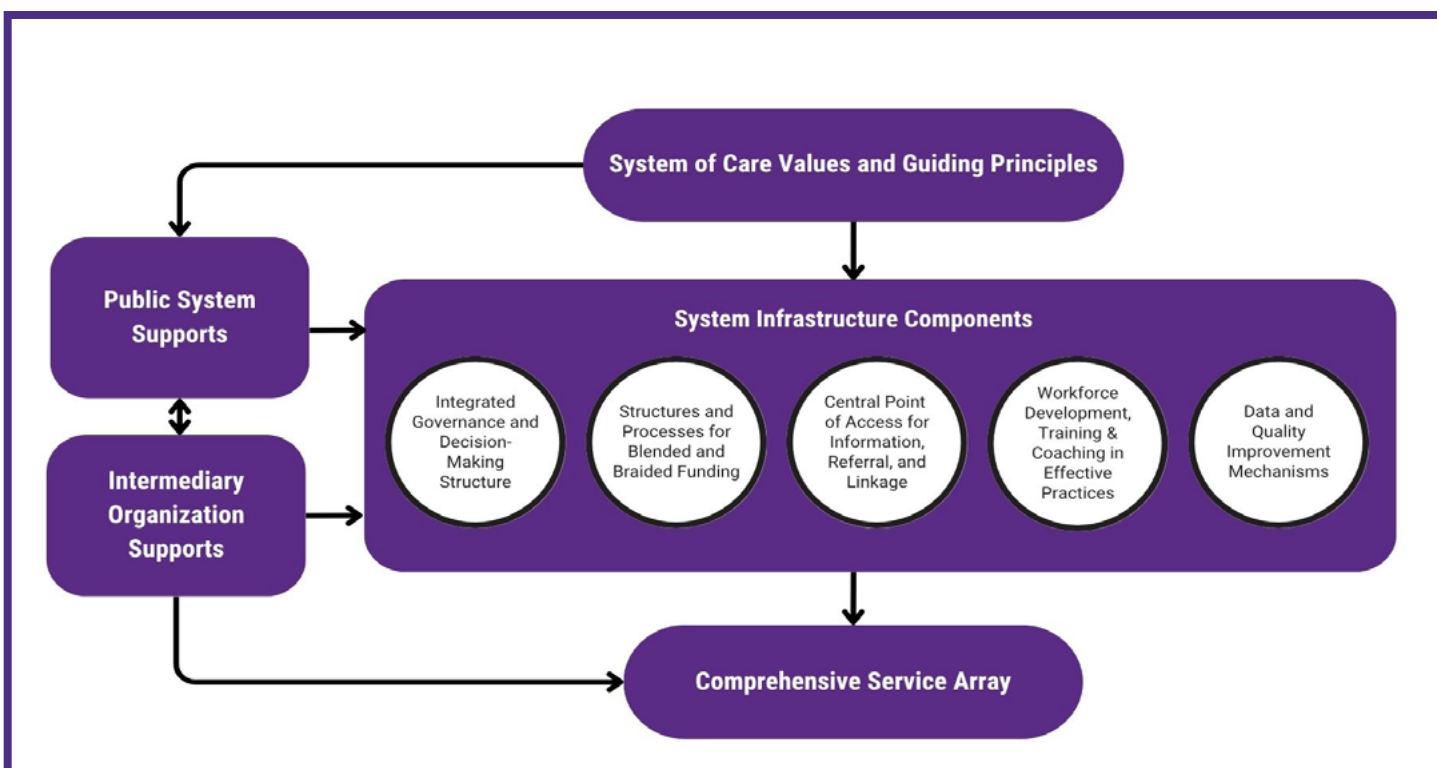 System of Care Values and Guiding Principles
Public System
Supports
Intermediary
Organization
Supports
System Infrastructure Components
Integrated
Governance and
Decision-
Making
Structure
Structures and
Processes for
Blended and
Braided Funding
Central Point
of Access for
Information,
Referral, and
Linkage
Workforce
Development,
Training &
Coaching in
Effective
Practices
Data and
Quality
Improvement
Mechanisms
Comprehensive Service Array